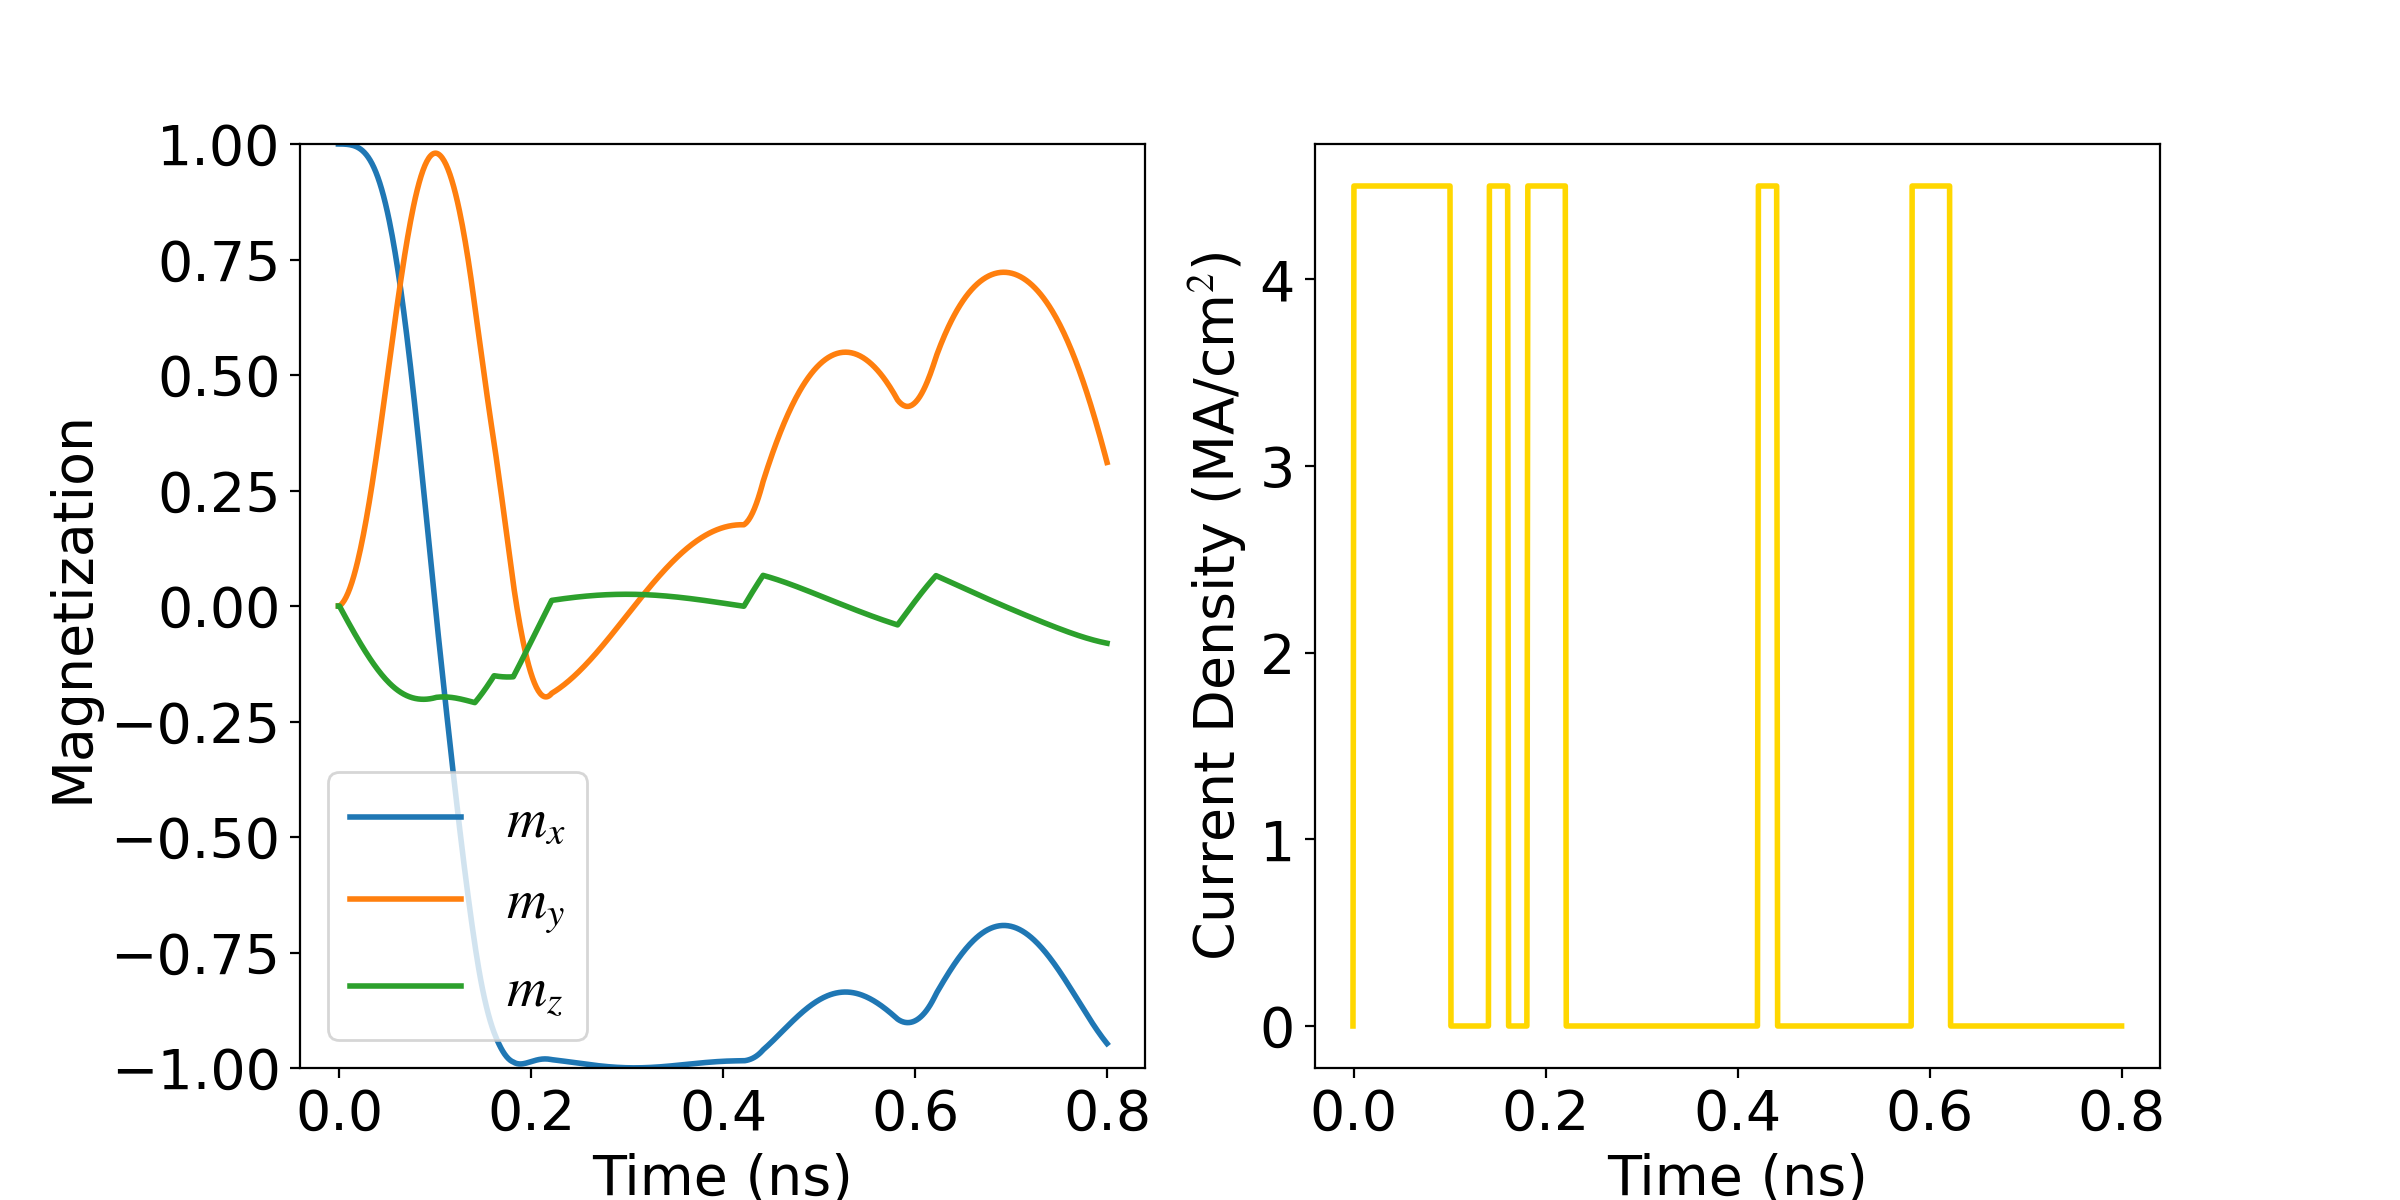 Magnetization
1.00
0.75
0.50
0.25
0.00
−0.25
−0.50
−0.75
−1.00
m_x
m_y
m_z
0.0 0.2 0.4 0.6 0.8
Time (ns)
Current Density (MA/cm²)
4
3
2
1
0
0.0 0.2 0.4 0.6 0.8
Time (ns)